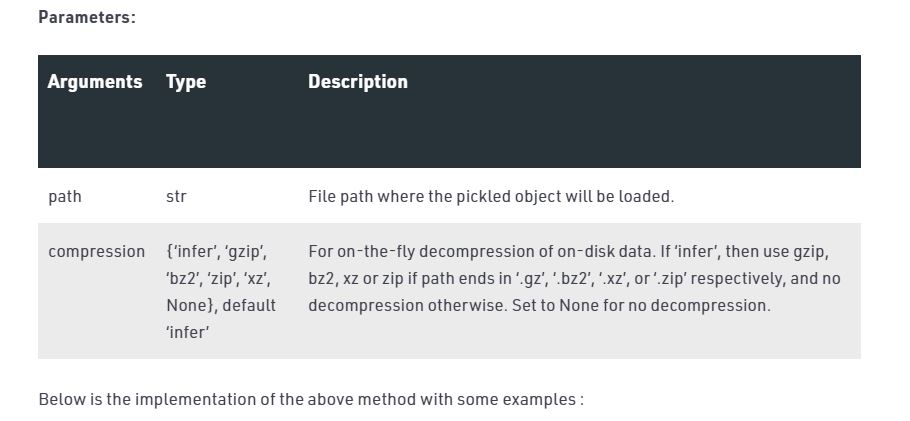 Parameters:
Arguments Type Description
path str File path where the pickled object will be loaded.
compression {‘infer’, ‘gzip’, For on-the-fly decompression of on-disk data. If ‘infer’, then use gzip,
‘bz2’, ‘zip’, ‘xz’, bz2, xz or zip if path ends in ‘.gz’, ‘.bz2’, ‘.xz’, or ‘.zip’ respectively, and no
None}, default decompression otherwise. Set to None for no decompression.
‘infer’
Below is the implementation of the above method with some examples :